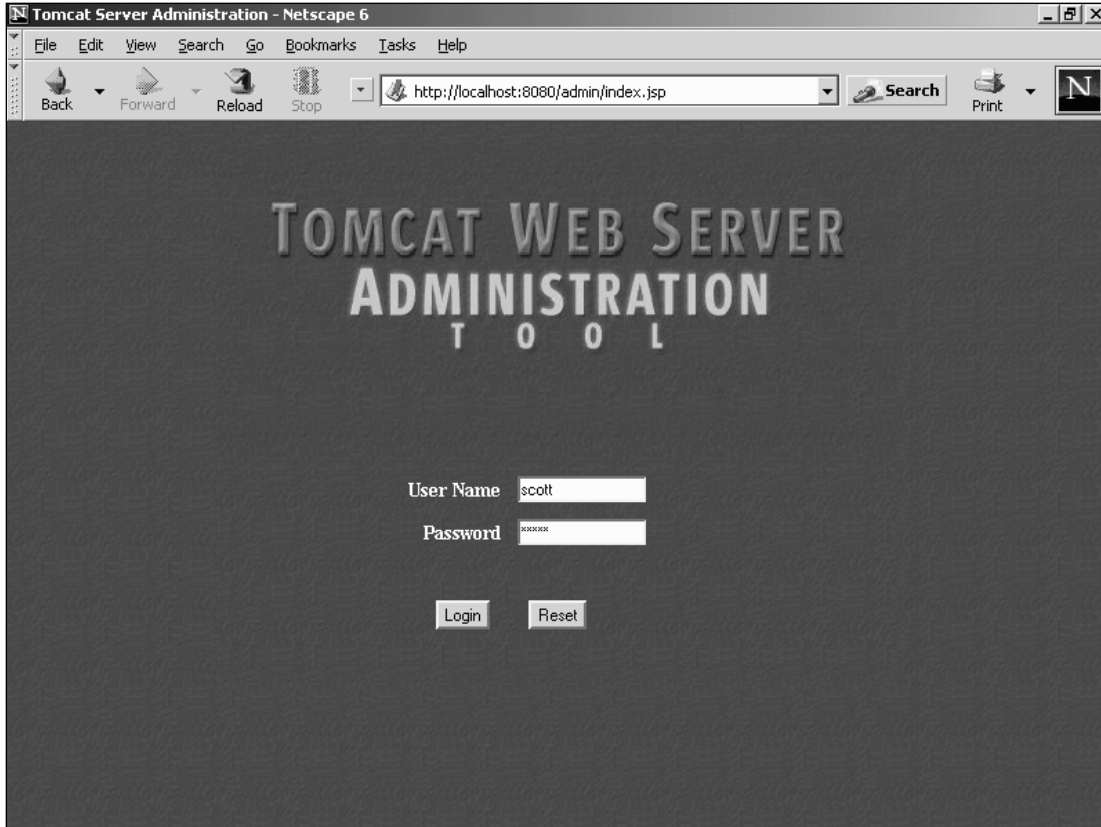 Tomcat Server Administration - Netscape 6
File Edit View Search Go Bookmarks Tasks Help
Back Forward Reload Stop http://localhost:8080/admin/index.jsp Search Print N
TOMCAT WEB SERVER
ADMINISTRATION
TOOL
User Name scott
Password *****
Login Reset